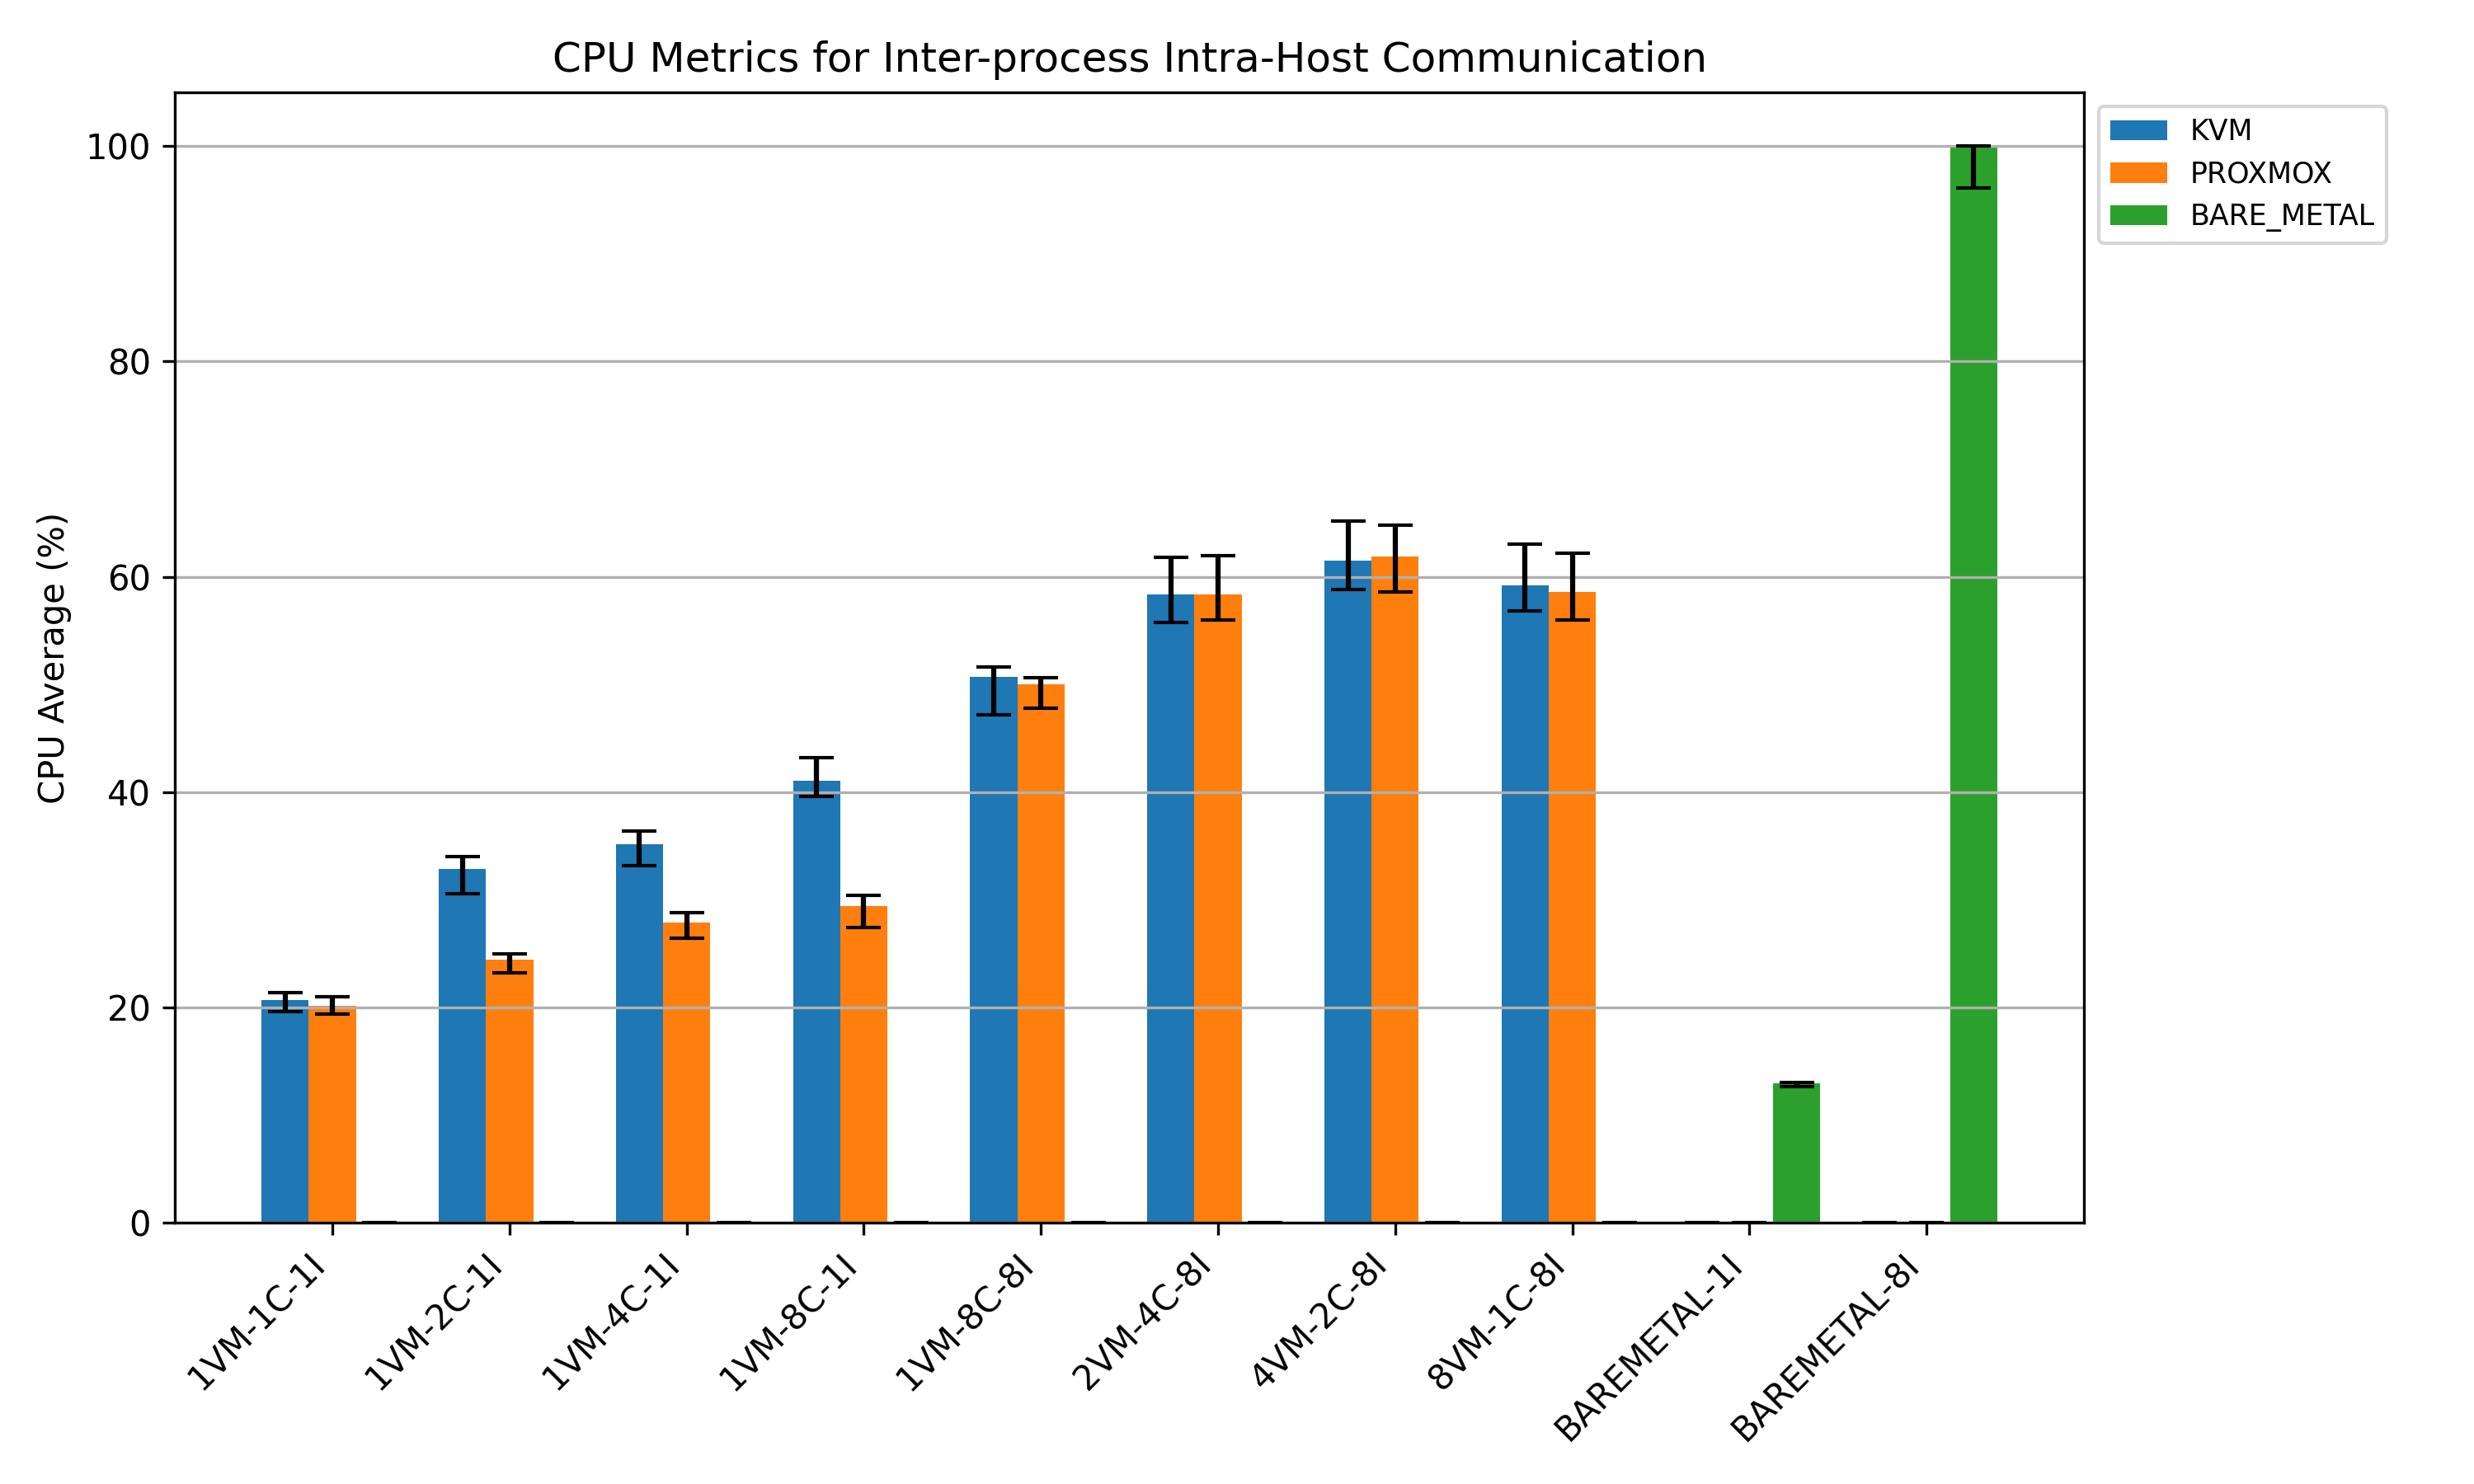 CPU Metrics for Inter-process Intra-Host Communication
KVM
PROXMOX
BARE_METAL
CPU Average (%)
100
80
60
40
20
0
1VM-1C-1I
1VM-2C-1I
1VM-4C-1I
1VM-8C-1I
1VM-8C-8I
2VM-4C-8I
4VM-2C-8I
8VM-1C-8I
BAREMETAL-1I
BAREMETAL-8I